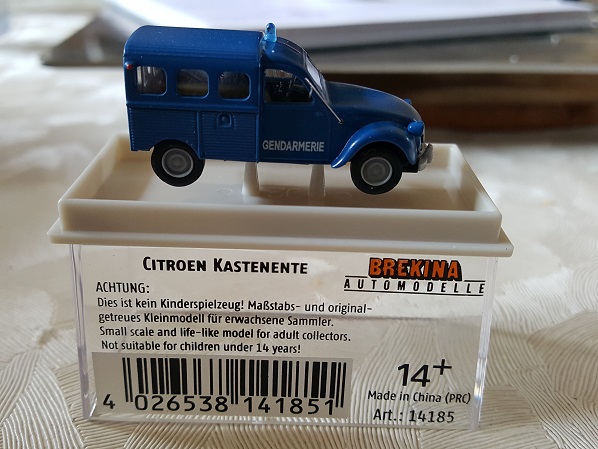 GENDARMERIE
CITROEN KASTENENTE
BREKINA
AUTOMODELLE
ACHTUNG:
Dies ist kein Kinderspielzeug! Maßstabs- und original-
getreues Kleinmodell für erwachsene Sammler.
Small scale and life-like model for adult collectors.
Not suitable for children under 14 years!
4 026538 141851
14+
Made in China (PRC)
Art.: 14185